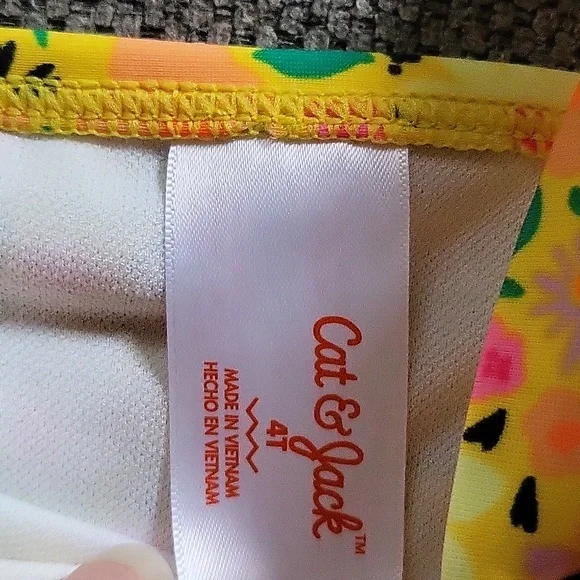 Cat & Jack™
4T
MADE IN VIETNAM
HECHO EN VIETNAM